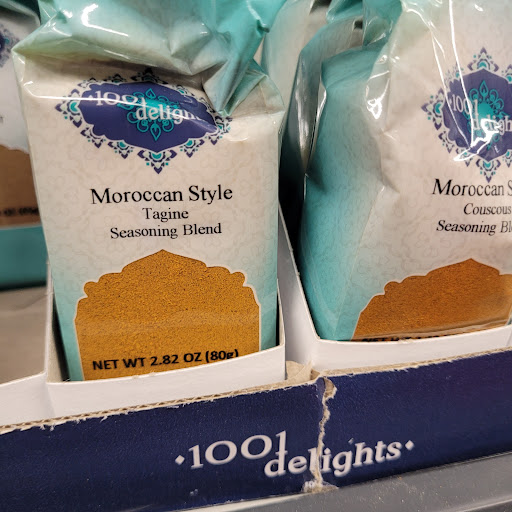 1001
delights
Moroccan Style
Tagine
Seasoning Blend
NET WT 2.82 OZ (80g)
1001
Moroccan
Couscous
Seasoning
·1001
delights·